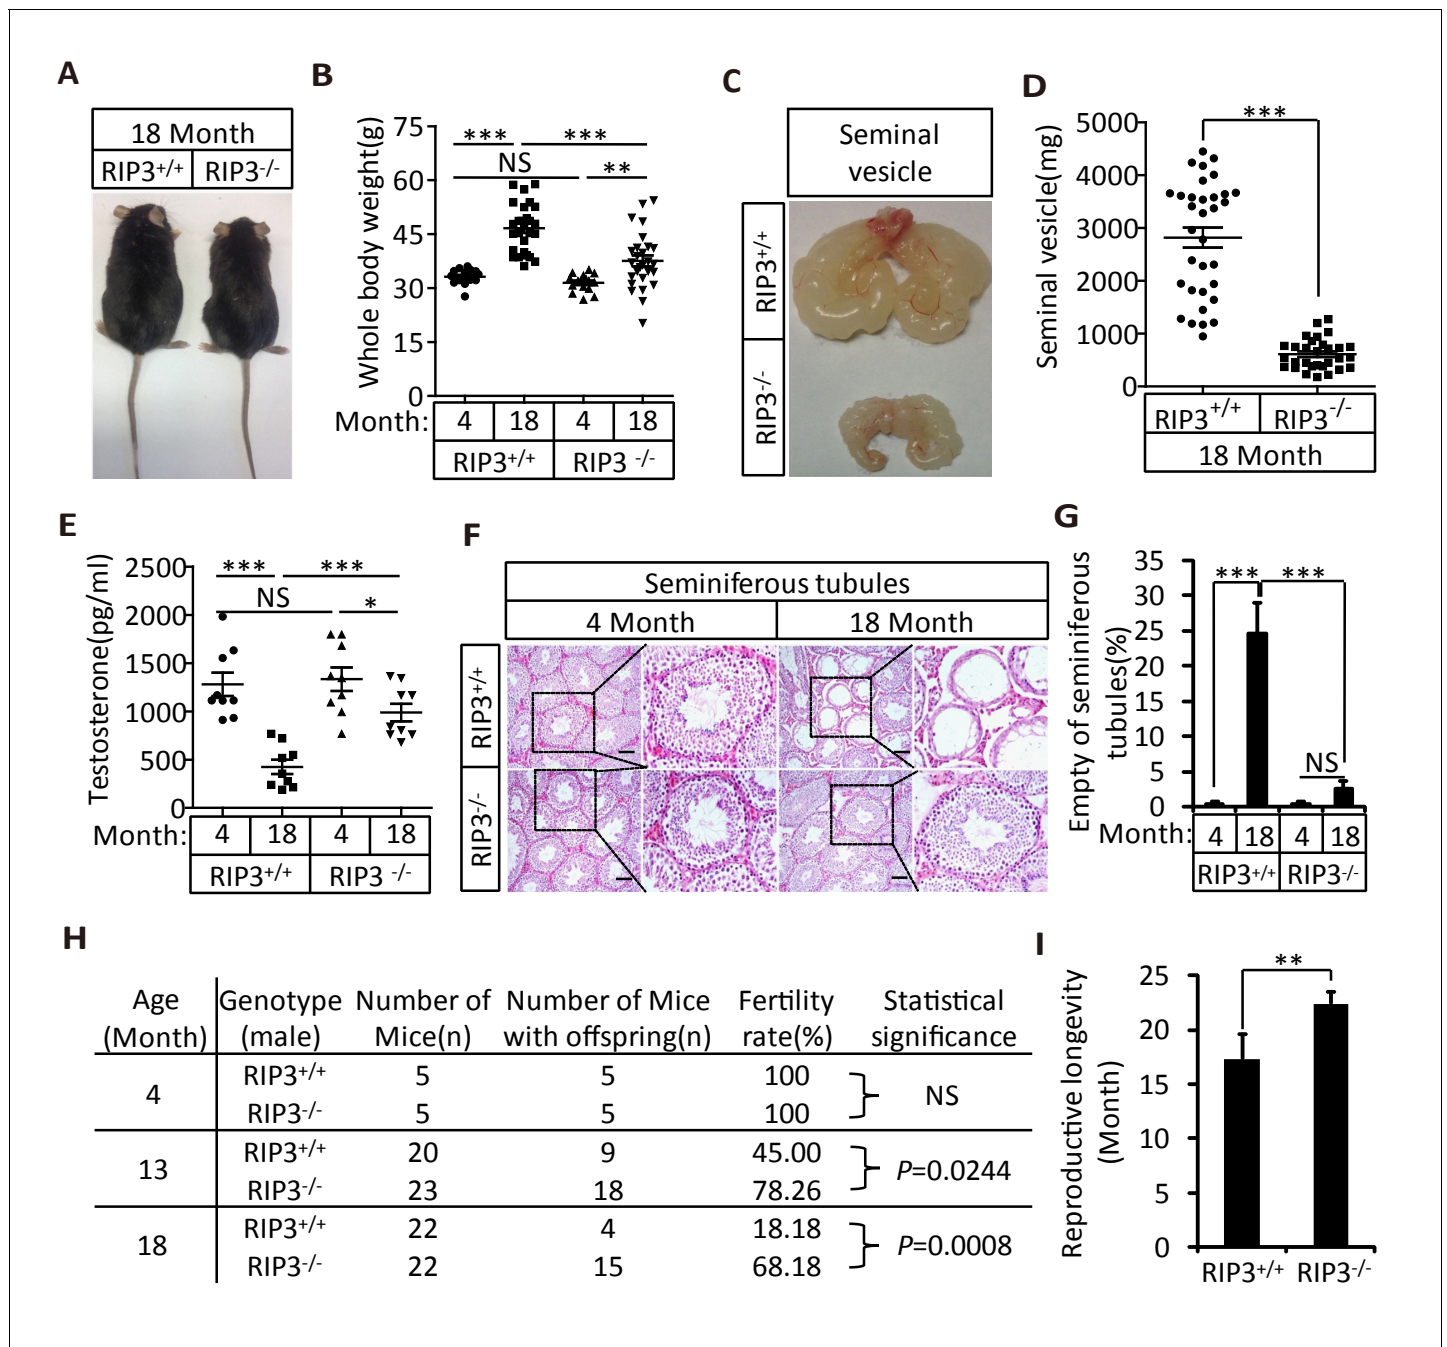 A
18 Month
RIP3+/+ RIP3-/-
B
Whole body weight(g)
75
60
45
30
15
0
*** ***
NS
**
Month: 4 18 4 18
RIP3+/+ RIP3 -/-
C
Seminal
vesicle
RIP3+/+
RIP3-/-
D
Seminal vesicle(mg)
5000
4000
3000
2000
1000
0
***
RIP3+/+ RIP3-/-
18 Month
E
Testosterone(pg/ml)
2500
2000
1500
1000
500
0
*** ***
NS
*
Month: 4 18 4 18
RIP3+/+ RIP3 -/-
F
Seminiferous tubules
4 Month 18 Month
RIP3+/+
RIP3-/-
G
Empty of seminiferous
tubules(%)
35
30
25
20
15
10
5
0
*** ***
NS
Month: 4 18 4 18
RIP3+/+ RIP3-/-
H
Age
(Month)
Genotype
(male)
Number of
Mice(n)
Number of Mice
with offspring(n)
Fertility
rate(%)
Statistical
significance
4
RIP3+/+ 5 5 100
RIP3-/- 5 5 100
NS
13
RIP3+/+ 20 9 45.00
RIP3-/- 23 18 78.26
P=0.0244
18
RIP3+/+ 22 4 18.18
RIP3-/- 22 15 68.18
P=0.0008
I
Reproductive longevity
(Month)
25
20
15
10
5
0
**
RIP3+/+ RIP3-/-